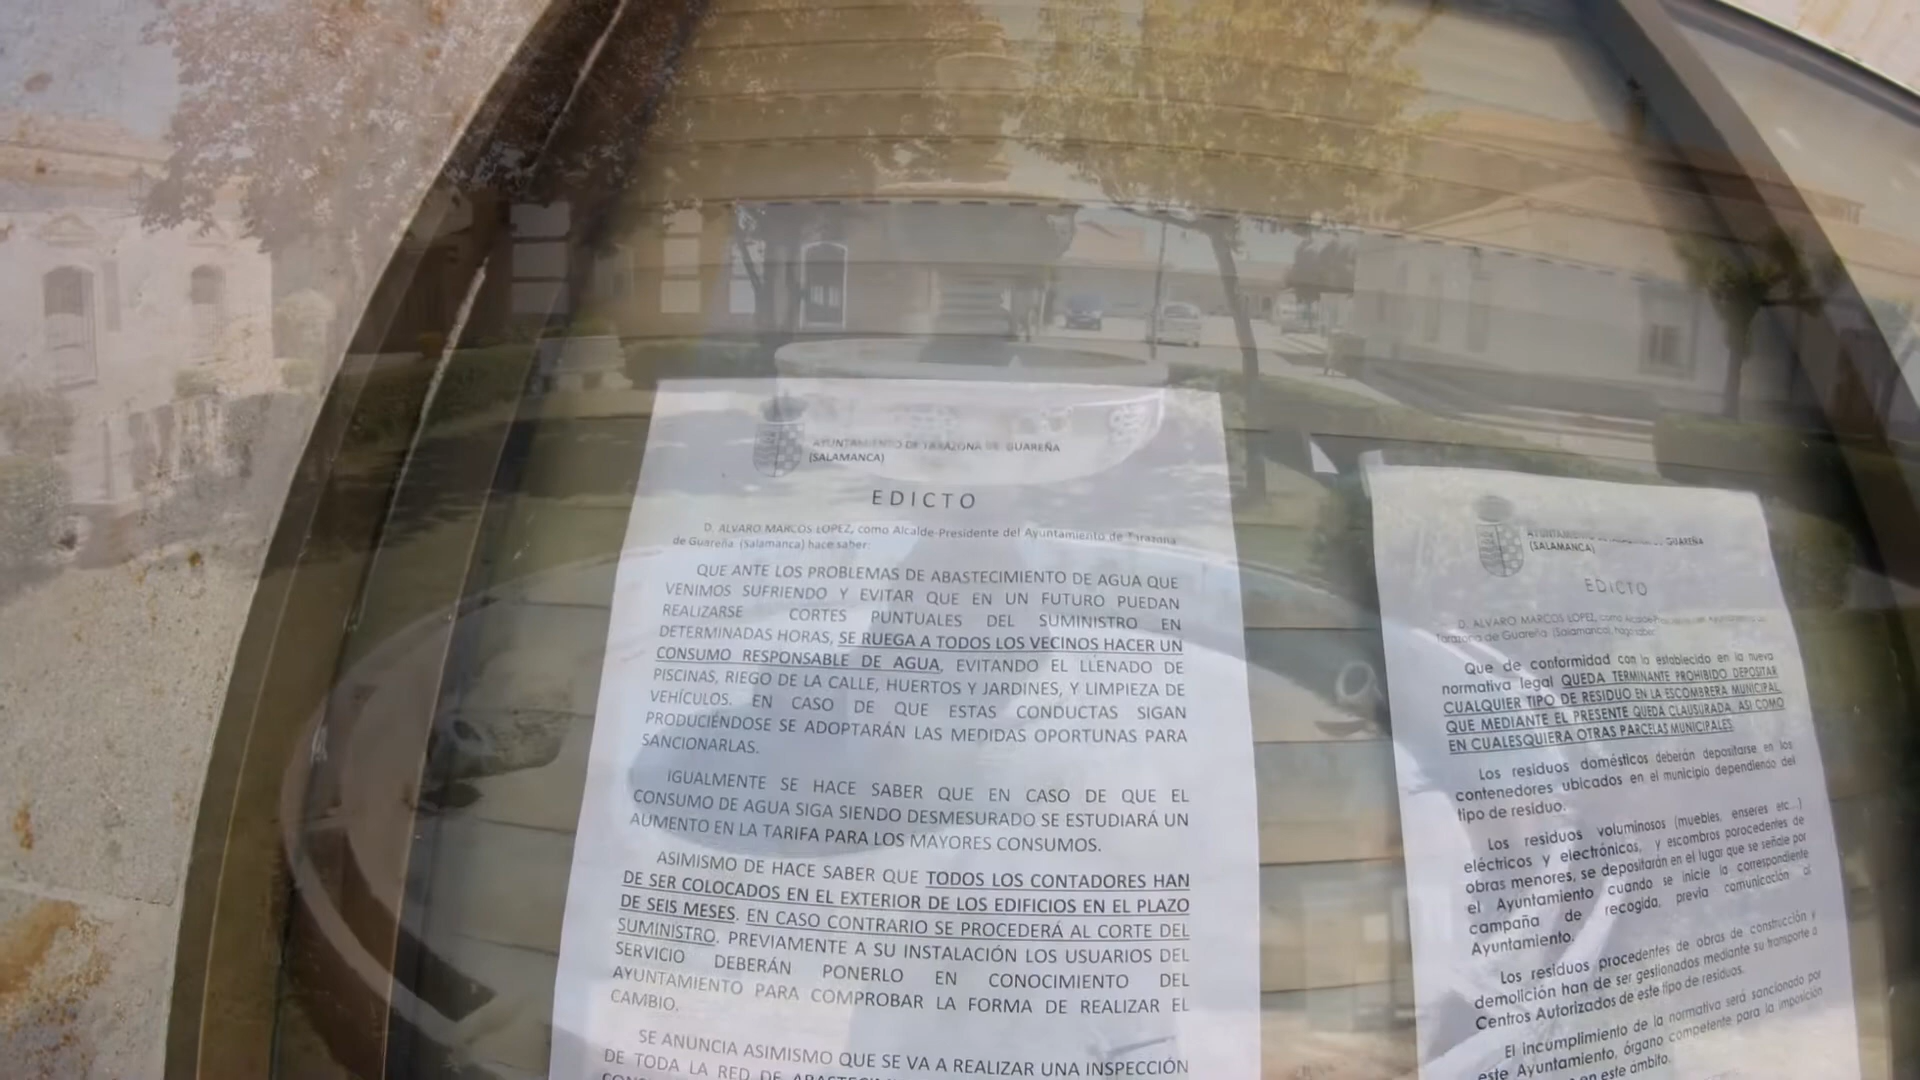 AYUNTAMIENTO DE TARAZONA DE GUAREÑA
(SALAMANCA)
EDICTO
D. ALVARO MARCOS LOPEZ, como Alcalde-Presidente del Ayuntamiento de Tarazona
de Guareña (Salamanca) hace saber:
QUE ANTE LOS PROBLEMAS DE ABASTECIMIENTO DE AGUA QUE
VENIMOS SUFRIENDO Y EVITAR QUE EN UN FUTURO PUEDAN
REALIZARSE CORTES PUNTUALES DEL SUMINISTRO EN
DETERMINADAS HORAS, SE RUEGA A TODOS LOS VECINOS HACER UN
CONSUMO RESPONSABLE DE AGUA, EVITANDO EL LLENADO DE
PISCINAS, RIEGO DE LA CALLE, HUERTOS Y JARDINES, Y LIMPIEZA DE
VEHÍCULOS. EN CASO DE QUE ESTAS CONDUCTAS SIGAN
PRODUCIÉNDOSE SE ADOPTARÁN LAS MEDIDAS OPORTUNAS PARA
SANCIONARLAS.
IGUALMENTE SE HACE SABER QUE EN CASO DE QUE EL
CONSUMO DE AGUA SIGA SIENDO DESMESURADO SE ESTUDIARÁ UN
AUMENTO EN LA TARIFA PARA LOS MAYORES CONSUMOS.
ASIMISMO DE HACE SABER QUE TODOS LOS CONTADORES HAN
DE SER COLOCADOS EN EL EXTERIOR DE LOS EDIFICIOS EN EL PLAZO
DE SEIS MESES. EN CASO CONTRARIO SE PROCEDERÁ AL CORTE DEL
SUMINISTRO. PREVIAMENTE A SU INSTALACIÓN LOS USUARIOS DEL
SERVICIO DEBERÁN PONERLO EN CONOCIMIENTO DEL
AYUNTAMIENTO PARA COMPROBAR LA FORMA DE REALIZAR EL
CAMBIO.
SE ANUNCIA ASIMISMO QUE SE VA A REALIZAR UNA INSPECCIÓN
DE TODA LA RED DE
GUAREÑA
(SALAMANCA)
EDICTO
D. ALVARO MARCOS LOPEZ, como
Tarazona de Guareña (Salamanca)
Que de conformidad con lo establecido en la nueva
normativa legal QUEDA TERMINANTE PROHIBIDO DEPOSITAR
CUALQUIER TIPO DE RESIDUO EN LA ESCOMBRERA MUNICIPAL,
QUE MEDIANTE EL PRESENTE QUEDA CLAUSURADA, ASI COMO
EN CUALESQUIERA OTRAS PARCELAS MUNICIPALES.
Los residuos domésticos deberán depositarse en los
contenedores ubicados en el municipio dependiendo del
tipo de residuo.
Los residuos voluminosos (muebles, enseres etc...)
eléctricos y electrónicos, y escombros porocedentes de
obras menores, se depositarán en el lugar que se señale por
el Ayuntamiento cuando se inicie la correspondiente
campaña de recogida, previa comunicación al
Ayuntamiento.
Los residuos procedentes de obras de construcción y
demolición han de ser gestionados mediante su transporte a
Centros Autorizados de este tipo de residuos.
El incumplimiento de la normativa será sancionado por
este Ayuntamiento, órgano competente para la imposición
en este ámbito.